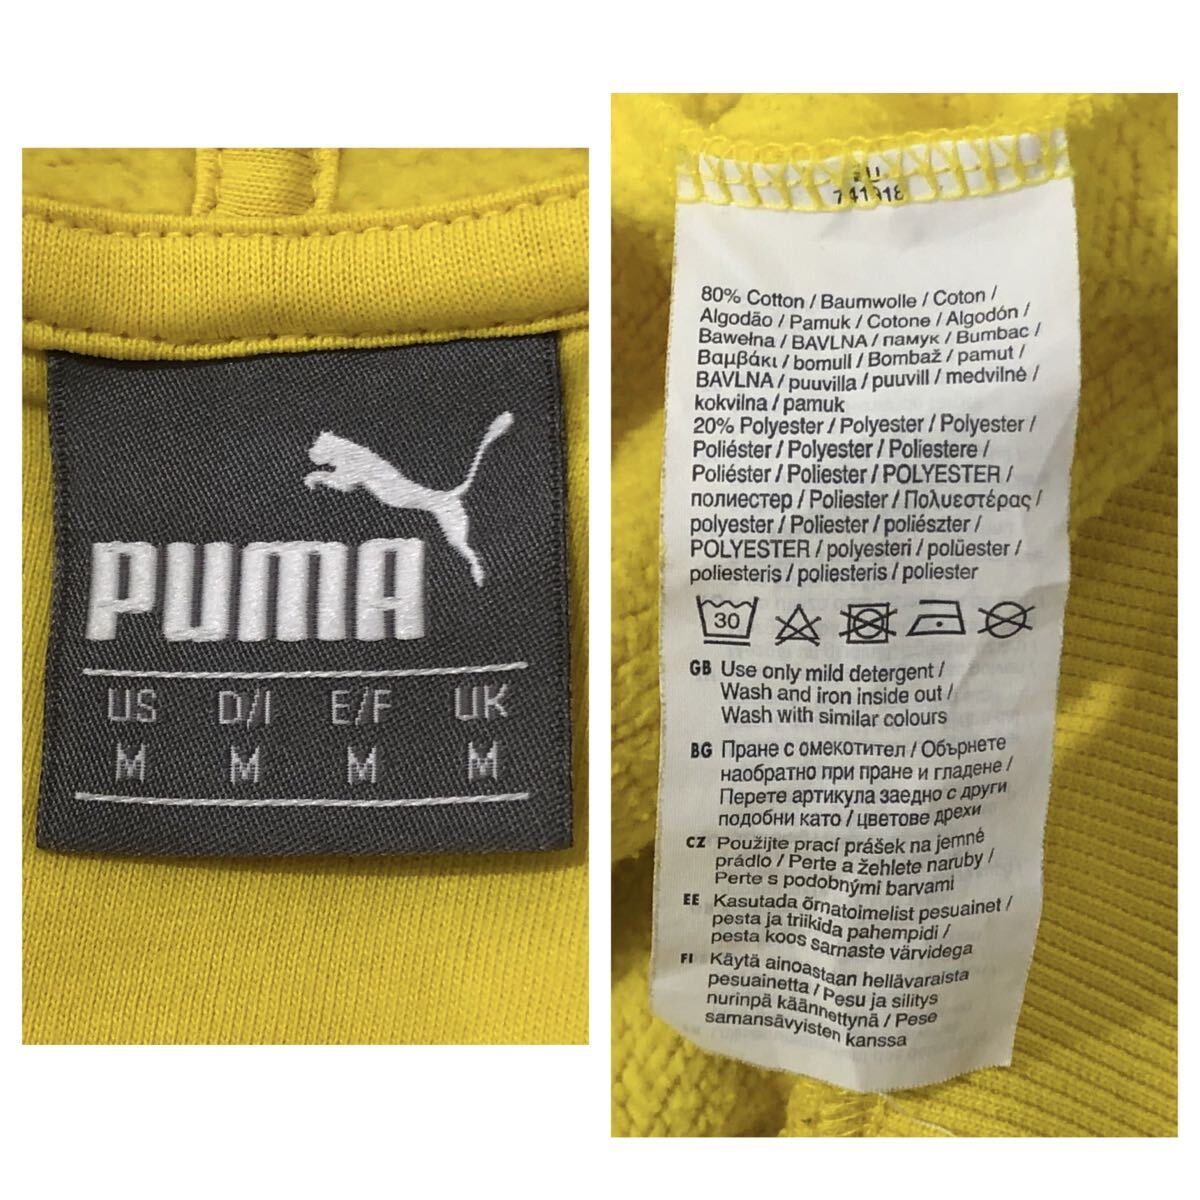 PUMA
US D/I E/F UK
M M M M
80% Cotton / Baumwolle / Coton /
Algodão / Pamuk / Cotone / Algodón /
Bawełna / BAVLNA / памук / Bumbac /
Βαμβάκι / bomull / Bombaž / pamut /
BAVLNA / puuvilla / puuvill / medvilnė /
kokvilna / pamuk
20% Polyester / Polyester / Polyester /
Poliéster / Polyester / Poliestere /
Poliéster / Poliester / POLYESTER /
полиестер / Poliester / Πολυεστέρας /
polyester / Poliester / poliészter /
POLYESTER / polyesteri / polüester /
poliesteris / poliesteris / poliester
30
GB Use only mild detergent /
Wash and iron inside out /
Wash with similar colours
BG Пране с омекотител / Обърнете
наобратно при пране и гладене /
Перете артикула заедно с други
подобни като / цветове дрехи
CZ Použijte prací prášek na jemné
prádlo / Perte a žehlete naruby /
Perte s podobnými barvami
EE Kasutada õrnatoimelist pesuainet /
pesta ja triikida pahempidi /
pesta koos sarnaste värvidega
FI Käytä ainoastaan hellävaraista
pesuainetta / Pesu ja silitys
nurinpä käännettynä / Pese
samansävyisten kanssa